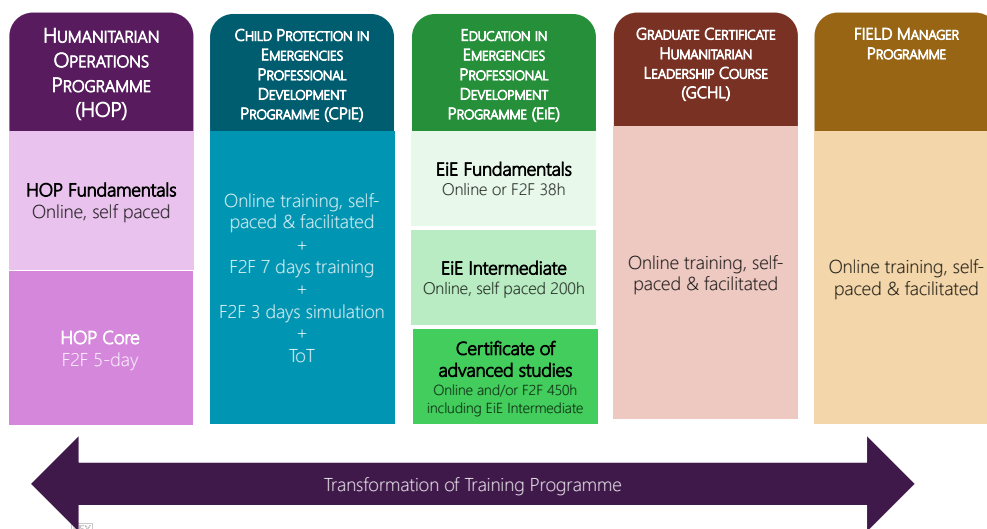 HUMANITARIAN
OPERATIONS
PROGRAMME
(HOP)
HOP Fundamentals
Online, self paced
HOP Core
F2F 5-day
CHILD PROTECTION IN
EMERGENCIES
PROFESSIONAL
DEVELOPMENT
PROGRAMME (CPIE)
Online training, self-
paced & facilitated
+
F2F 7 days training
+
F2F 3 days simulation
+
ToT
EDUCATION IN
EMERGENCIES
PROFESSIONAL
DEVELOPMENT
PROGRAMME (EIE)
EiE Fundamentals
Online or F2F 38h
EiE Intermediate
Online, self paced 200h
Certificate of
advanced studies
Online and/or F2F 450h
including EiE Intermediate
GRADUATE CERTIFICATE
HUMANITARIAN
LEADERSHIP COURSE
(GCHL)
Online training, self-
paced & facilitated
FIELD MANAGER
PROGRAMME
Online training, self-
paced & facilitated
Transformation of Training Programme